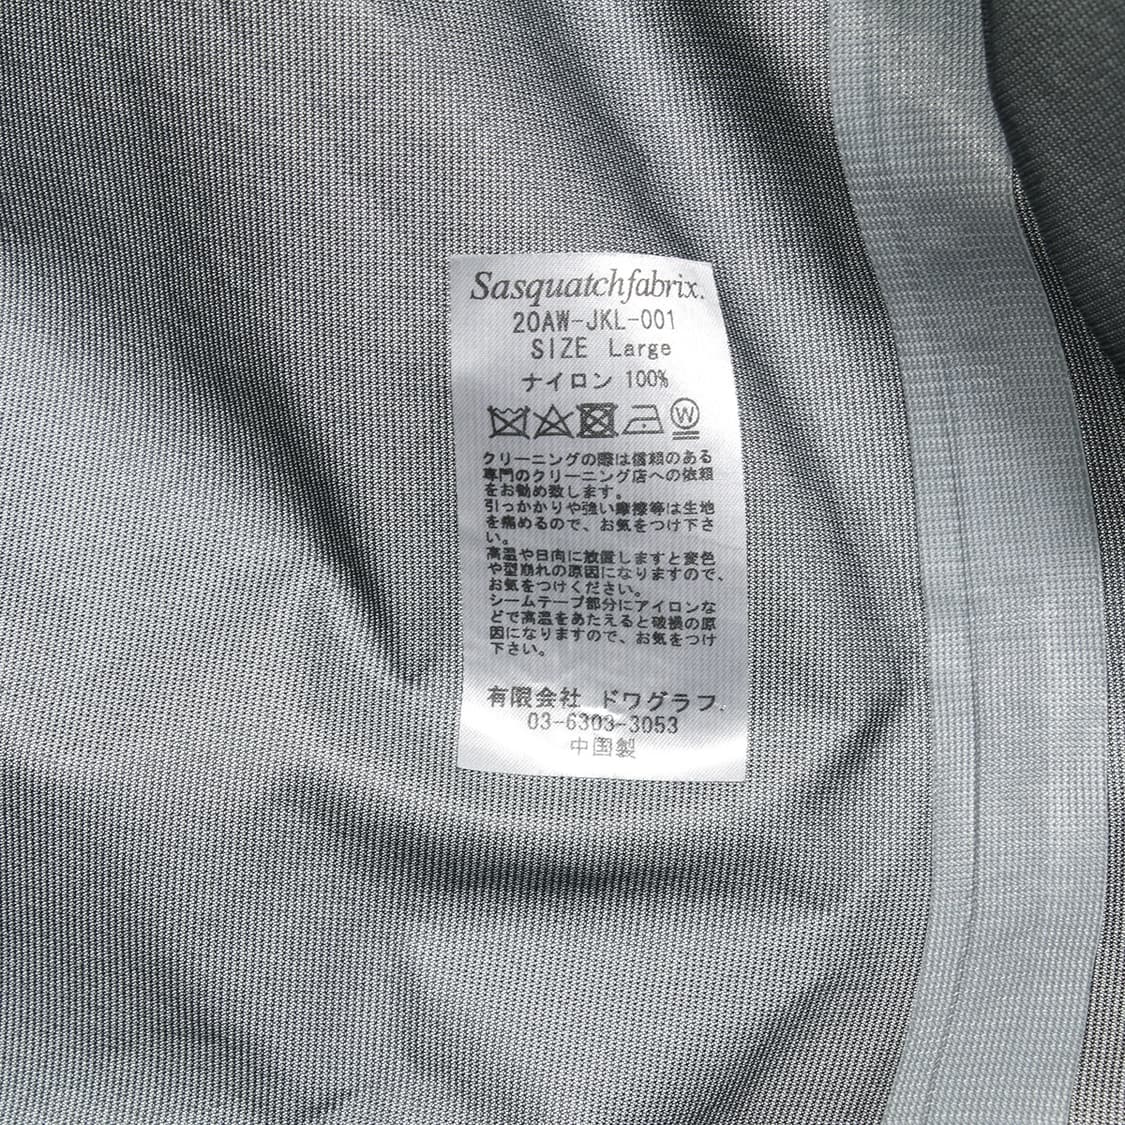 Sasquatchfabrix.
20AW-JKL-001
SIZE Large
ナイロン 100%
W
クリーニングの際は信頼のある
専門のクリーニング店への依頼
をお勧め致します。
引っかかりや強い摩擦等は生地
を痛めるので、お気をつけ下さ
い。
高温や日向に放置しますと変色
や型崩れの原因になりますので、
お気をつけください。
シームテープ部分にアイロンな
どで高温をあたえると破損の原
因になりますので、お気をつけ
下さい。
有限会社 ドワグラフ.
03-6303-3053
中国製